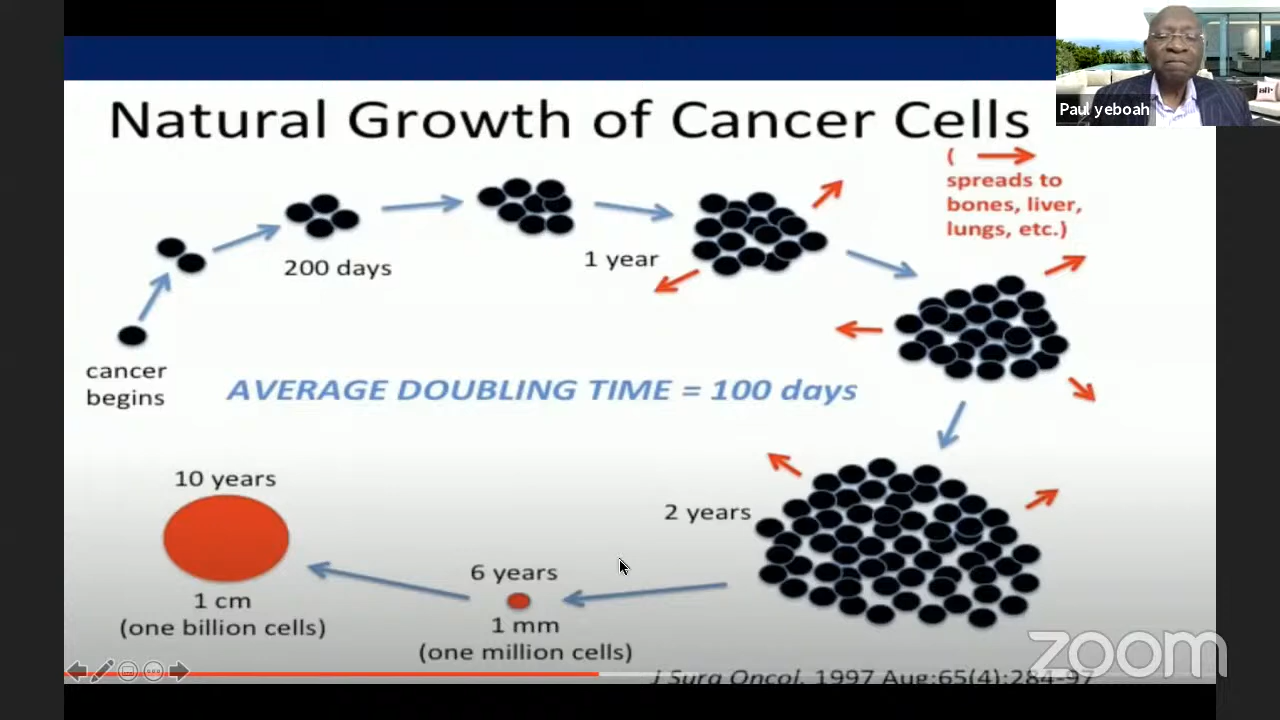 Paul yeboah
Natural Growth of Cancer Cells
( →
spreads to
bones, liver,
lungs, etc.)
200 days
1 year
cancer
begins
AVERAGE DOUBLING TIME = 100 days
10 years
2 years
6 years
1 cm
(one billion cells)
1 mm
(one million cells)
zoom
J Surg Oncol. 1997 Aug;65(4):284-97